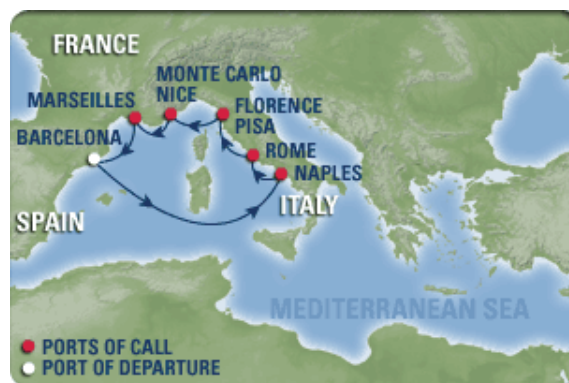 FRANCE
MONTE CARLO
NICE
MARSEILLES
FLORENCE
PISA
BARCELONA
ROME
NAPLES
SPAIN
ITALY
MEDITERRANEAN SEA
PORTS OF CALL
PORT OF DEPARTURE